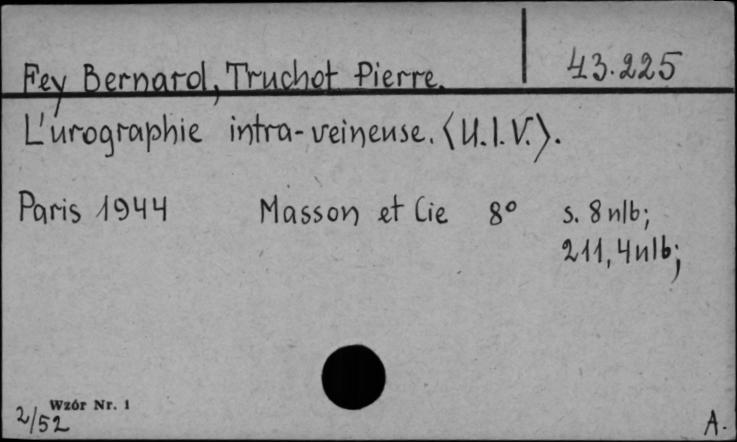 43.225
Fey Bernard, Truchot Pierre.
L'urographie intra-veineuse. <U.I.V.>.
Paris 1944 Masson et Cie 8° s. 8 nlb;
211, 4 nlb;
Wzór Nr. 1
2/52
A.